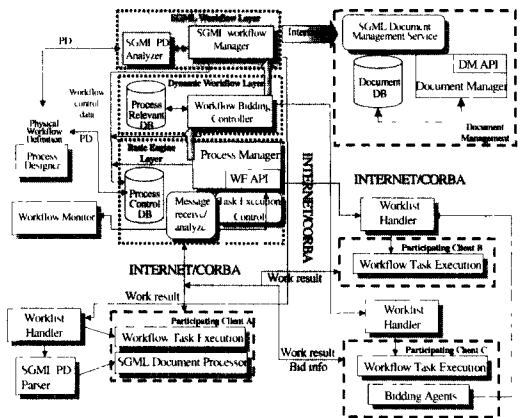 SGML Workflow Layer
PD
SGML PD
Analyzer
SGML workflow
Manager
SGML Document
Management Service
DM API
Document
DB
Document Manager
Document
Management
Dynamic Workflow Layer
Process
Relevant
DB
Workflow Bidding
Controller
Workflow
control
data
Physical
Workflow
Definition
PD
Process
Designer
Basic Engine
Layer
Process Manager
WF API
Process
Control
DB
Message
Task Execution
Control
INTERNET/CORBA
Workflow Monitor
INTERNET/CORBA
Worklist
Handler
Participating Client B
Workflow Task Execution
INTERNET/CORBA
Work result
Work result
Worklist
Handler
Participating Client A
Workflow Task Execution
SGML Document Processor
Worklist
Handler
SGML PD
Parser
Work result
Bid info
Participating Client C
Workflow Task Execution
Bidding Agents